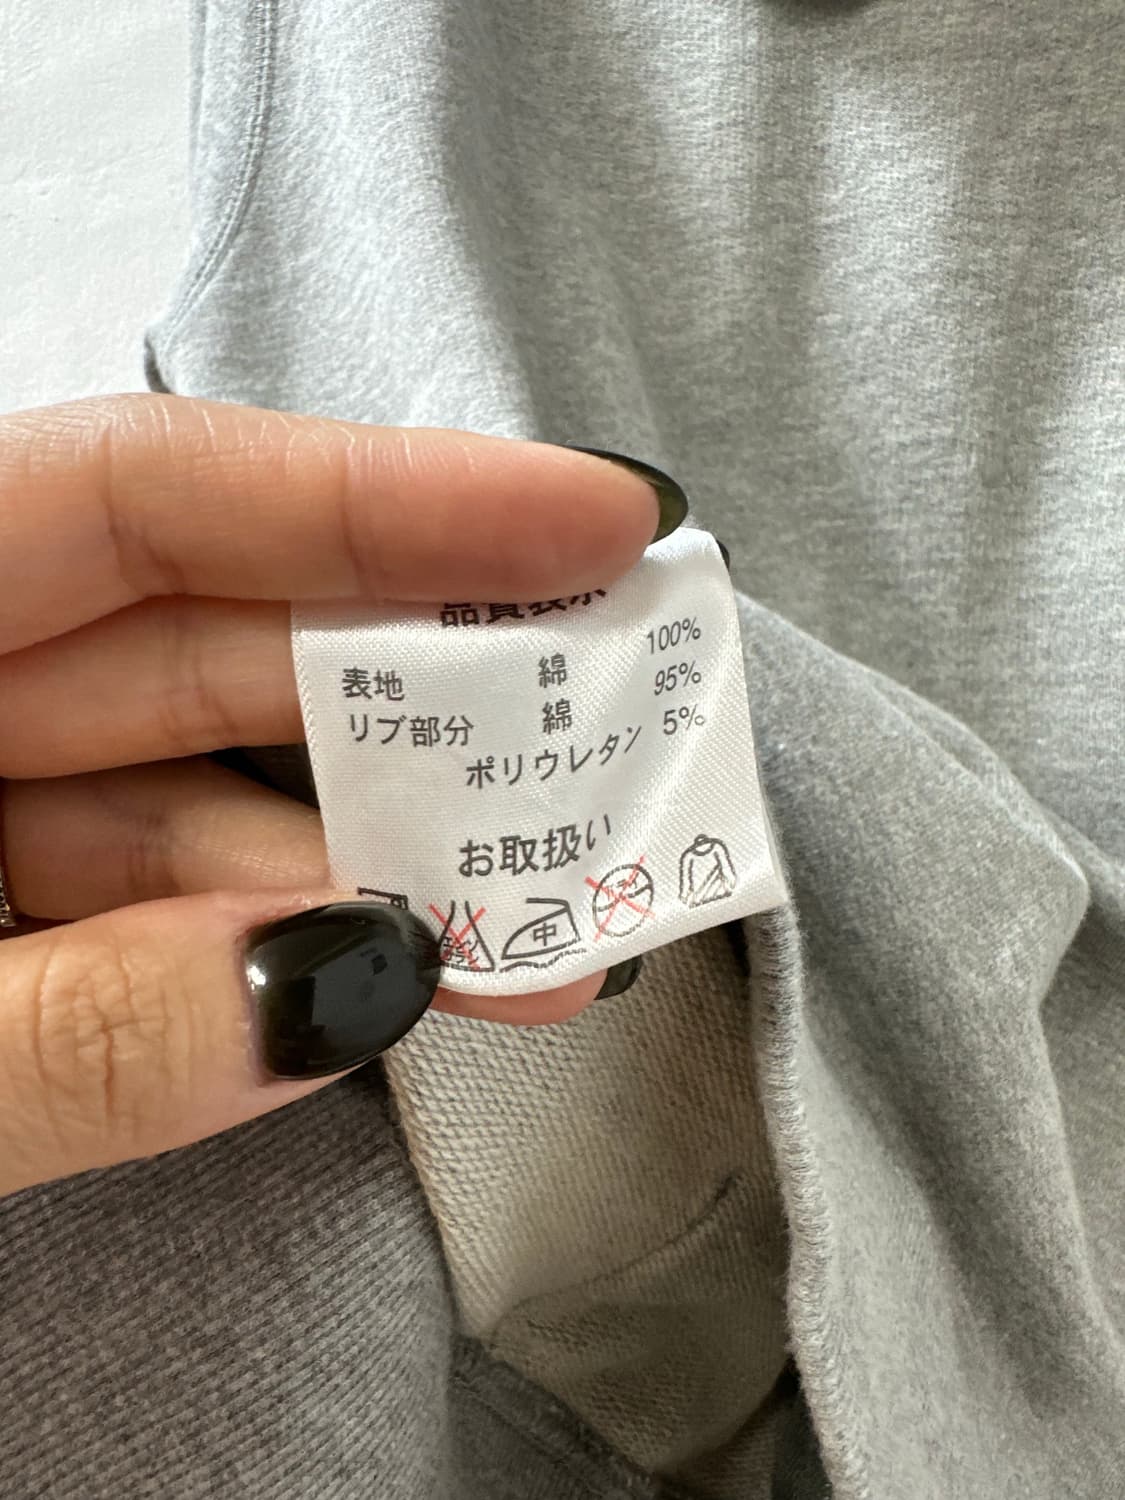 品質表示
表地 綿 100%
リブ部分 綿 95%
ポリウレタン 5%
お取扱い
中